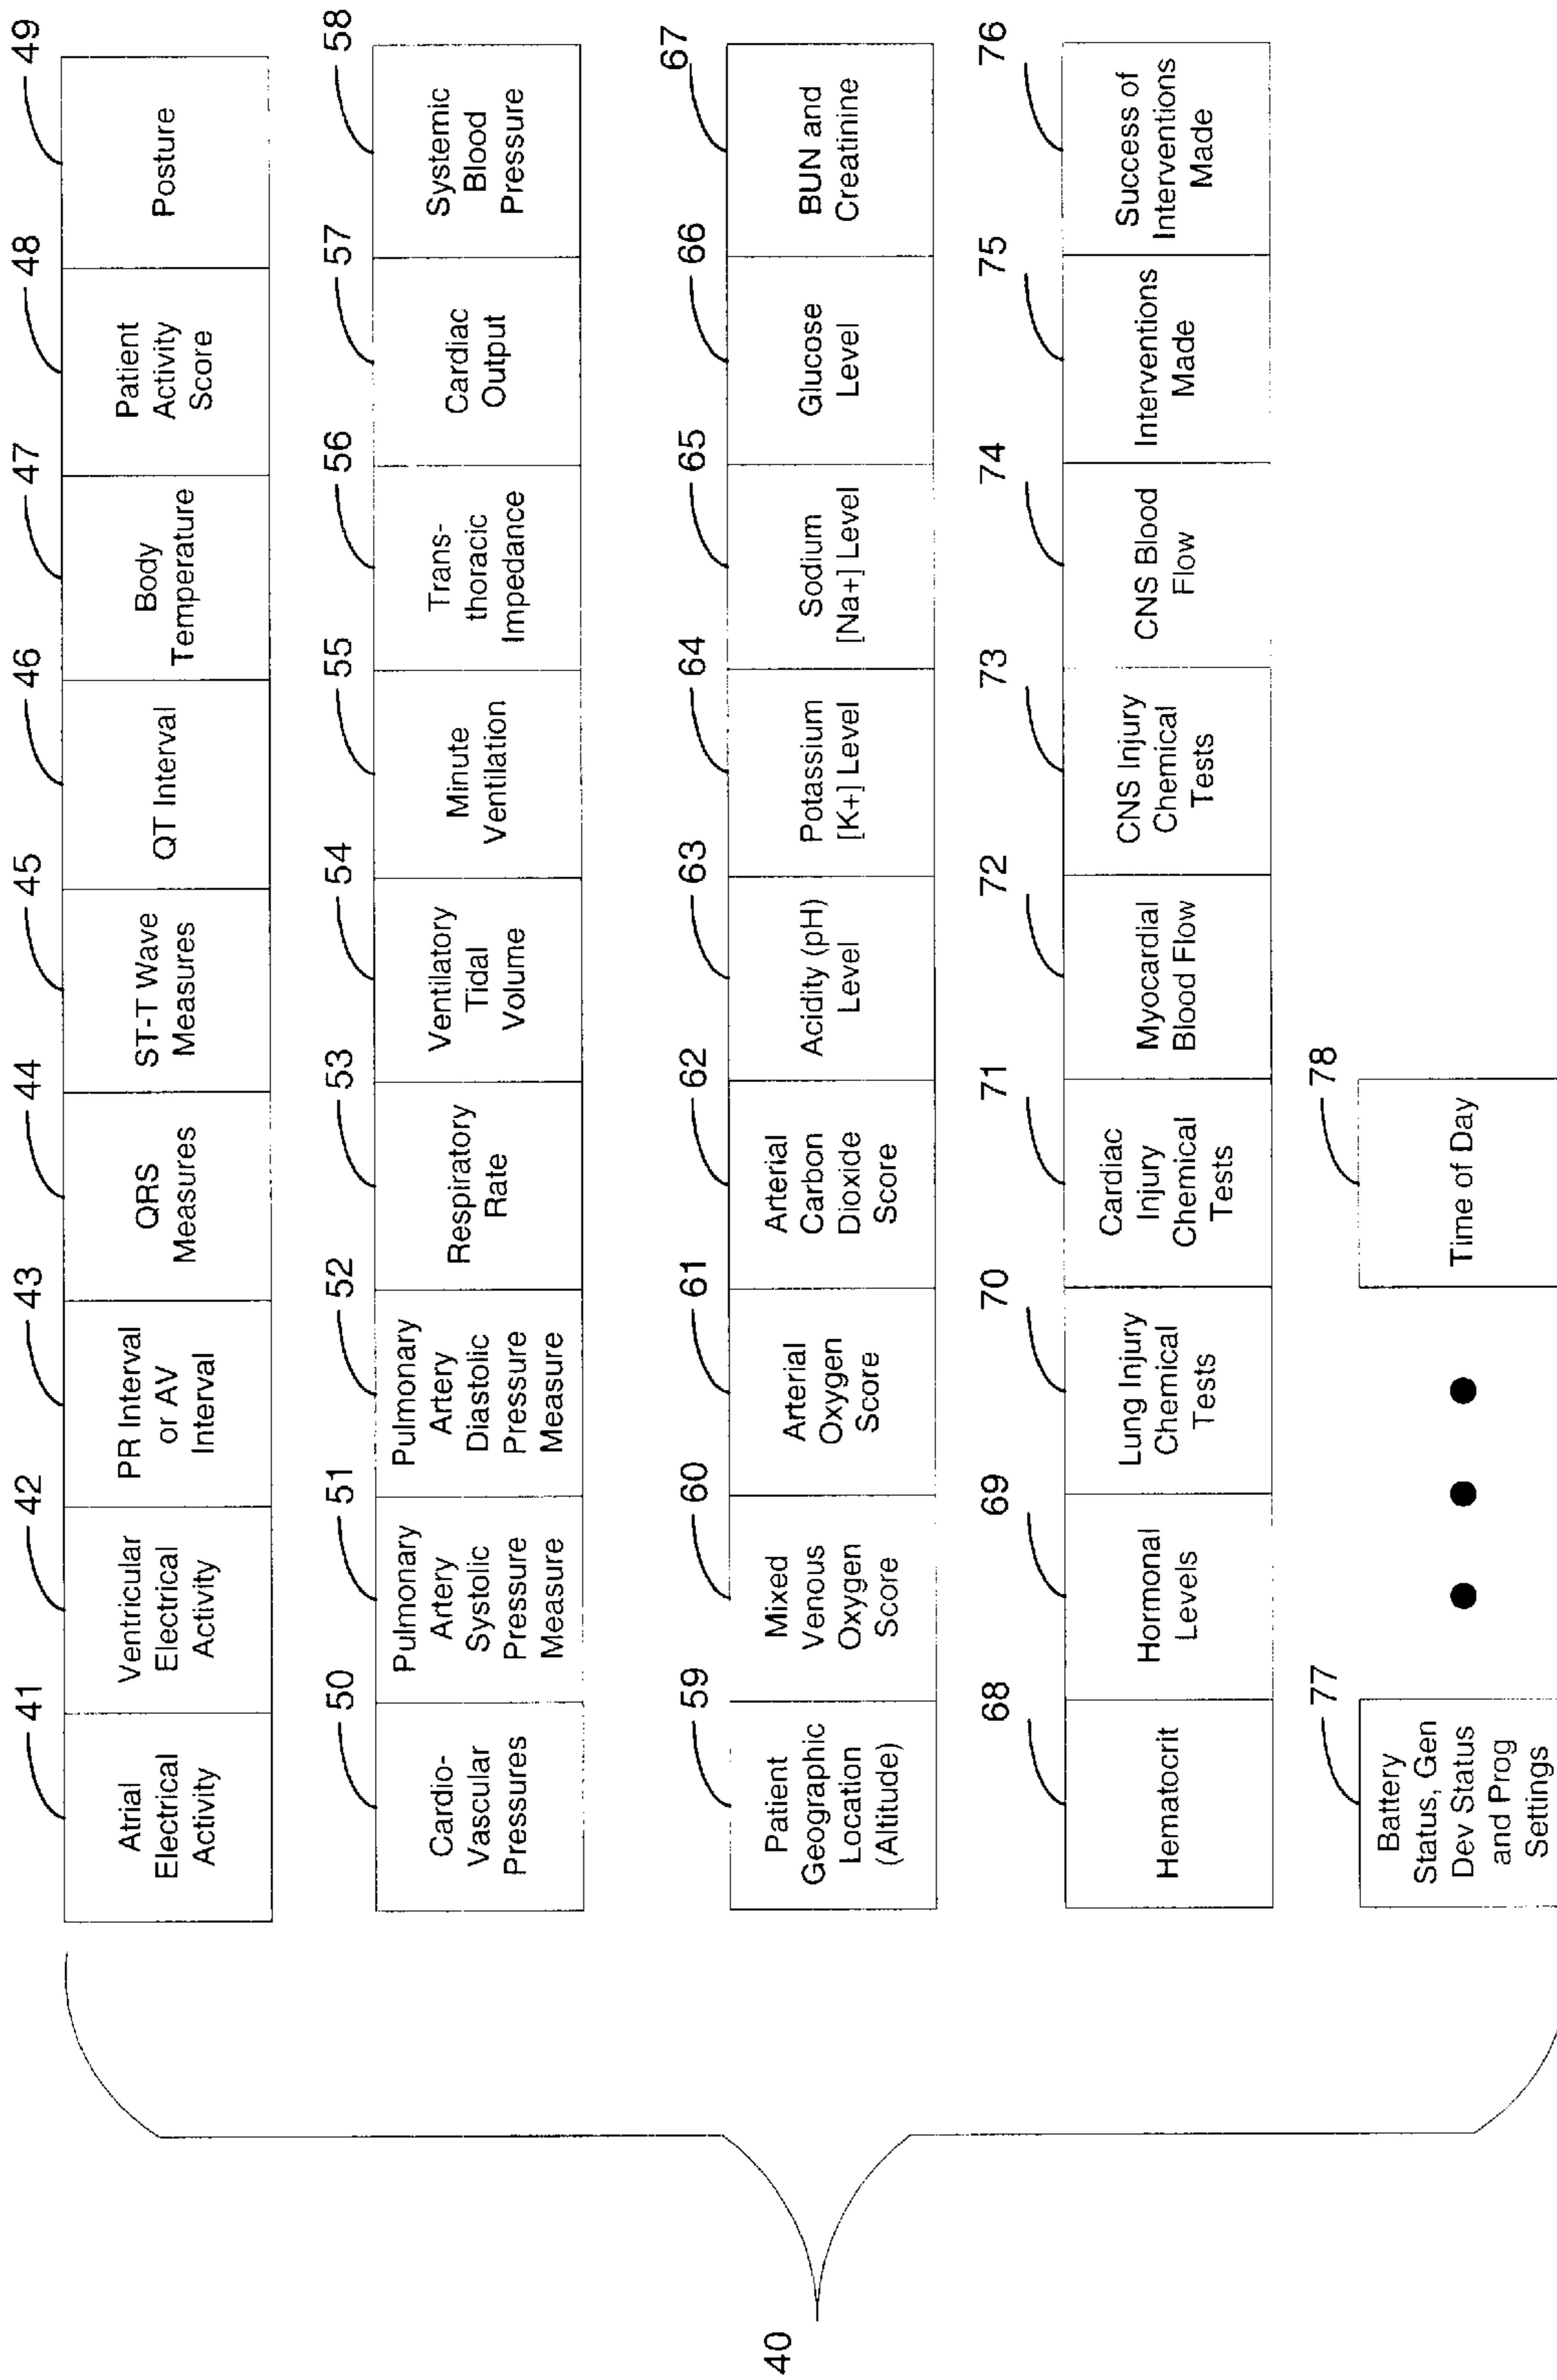 41
42
43
44
45
46
47
48
49
Atrial
Electrical
Activity
Ventricular
Electrical
Activity
PR Interval
or AV
Interval
QRS
Measures
ST-T Wave
Measures
QT Interval
Body
Temperature
Patient
Activity
Score
Posture
50
51
52
53
54
55
56
57
58
Cardio-
Vascular
Pressures
Pulmonary
Artery
Systolic
Pressure
Measure
Pulmonary
Artery
Diastolic
Pressure
Measure
Respiratory
Rate
Ventilatory
Tidal
Volume
Minute
Ventilation
Trans-
thoracic
Impedance
Cardiac
Output
Systemic
Blood
Pressure
59
60
61
62
63
64
65
66
67
Patient
Geographic
Location
(Altitude)
Mixed
Venous
Oxygen
Score
Arterial
Oxygen
Score
Arterial
Carbon
Dioxide
Score
Acidity (pH)
Level
Potassium
[K+] Level
Sodium
[Na+] Level
Glucose
Level
BUN and
Creatinine
68
69
70
71
72
73
74
75
76
Hematocrit
Hormonal
Levels
Lung Injury
Chemical
Tests
Cardiac
Injury
Chemical
Tests
Myocardial
Blood Flow
CNS Injury
Chemical
Tests
CNS Blood
Flow
Interventions
Made
Success of
Interventions
Made
77
78
Battery
Status, Gen
Dev Status
and Prog
Settings
Time of Day
40